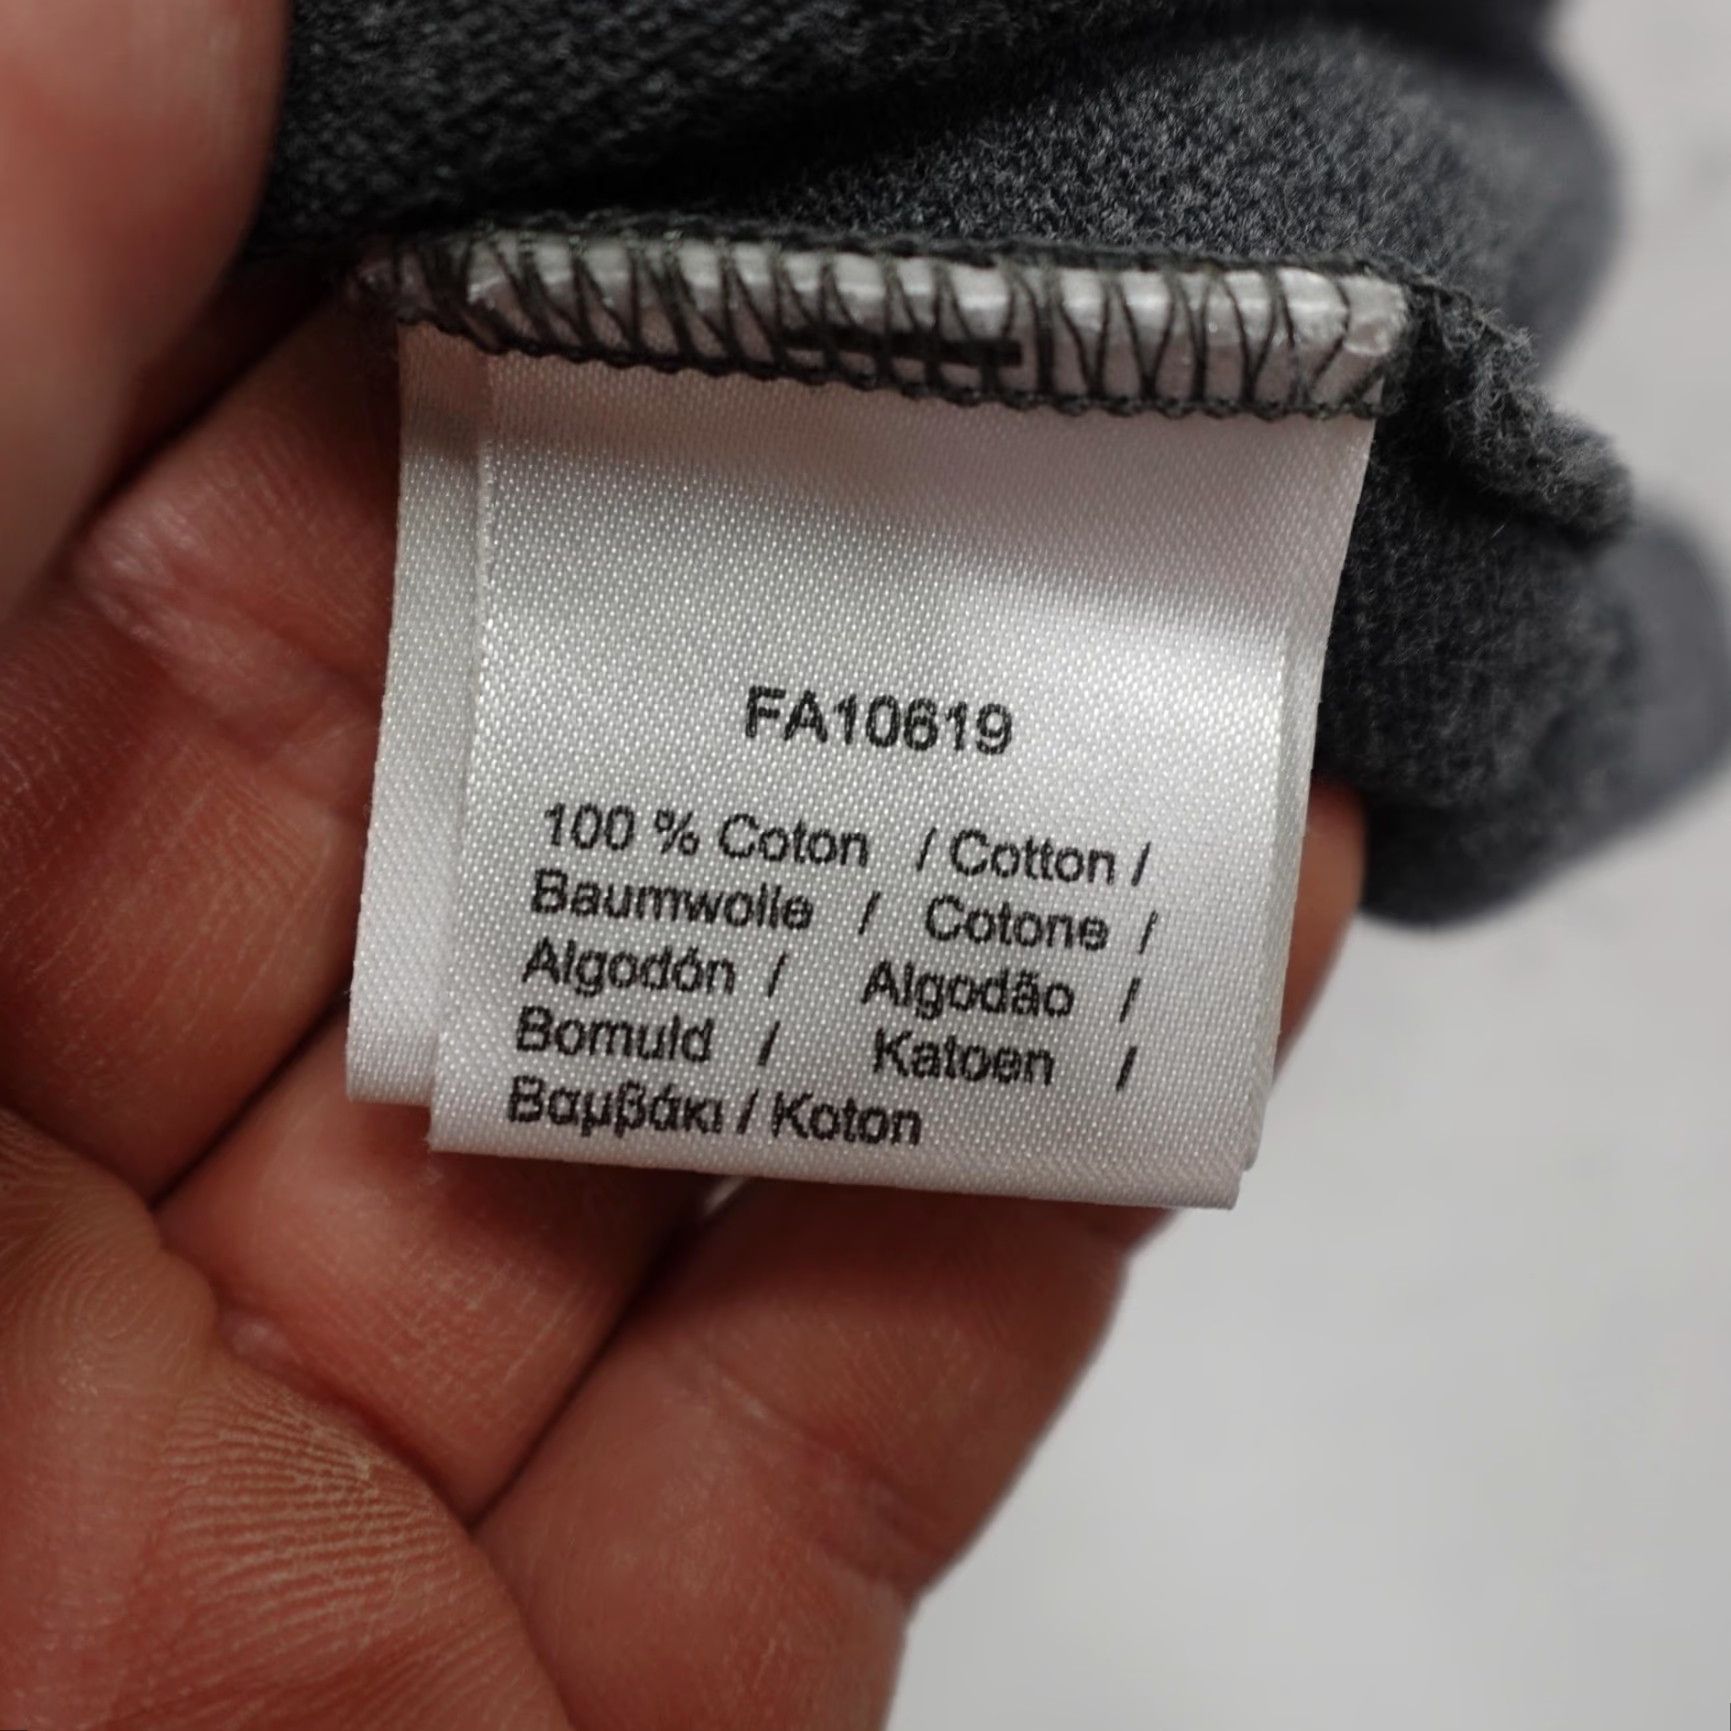 FA10619
100 % Coton / Cotton /
Baumwolle / Cotone /
Algodón / Algodão /
Bomuld / Katoen /
Βαμβάκι / Koton